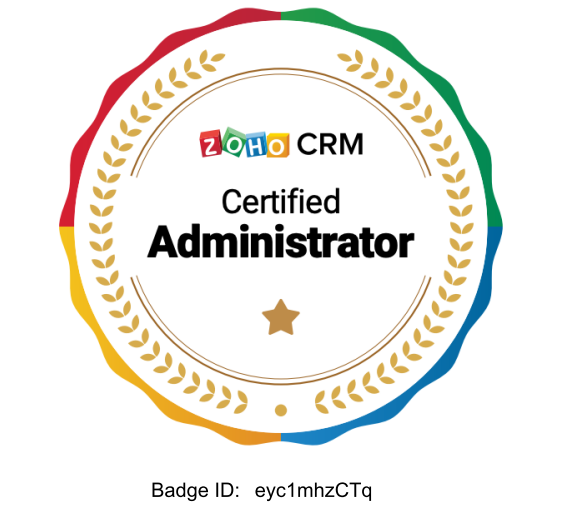 ZOHO CRM
Certified
Administrator
Badge ID: eyc1mhzCTq